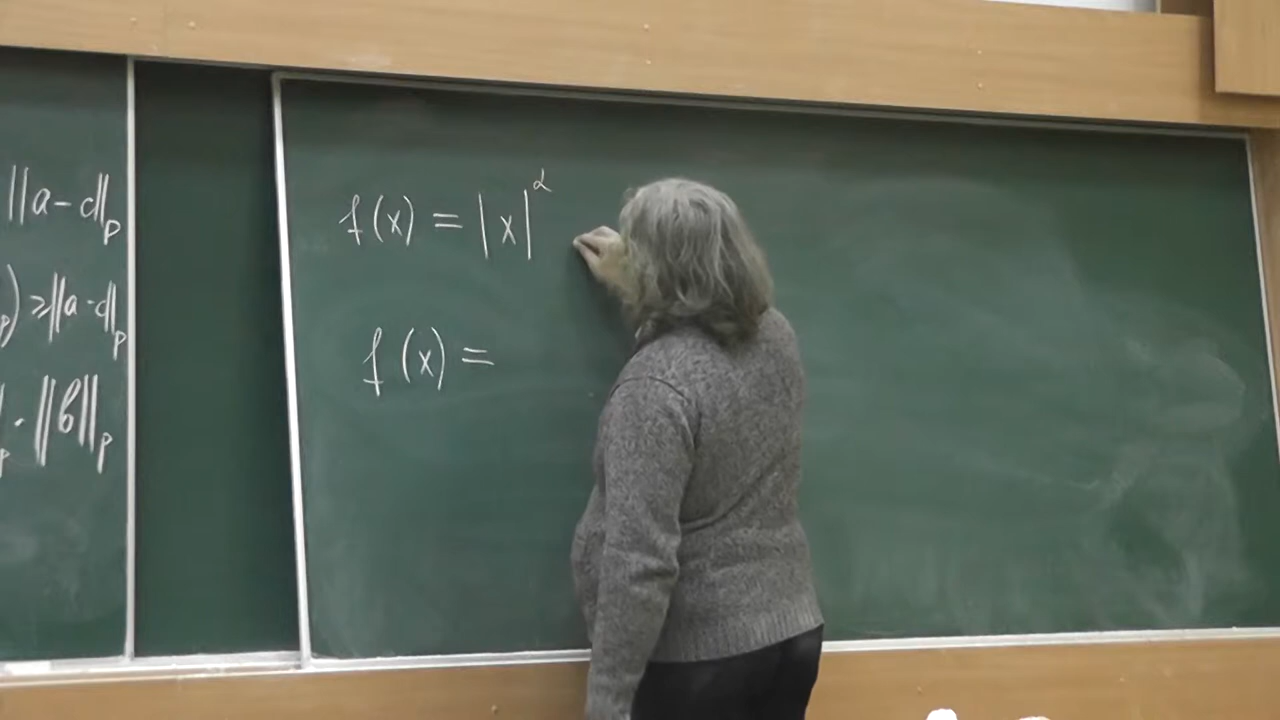 ||a-d||_p
p) ≥ ||a-d||_p
p · ||b||_p
f(x) = |x|^α
f(x) =